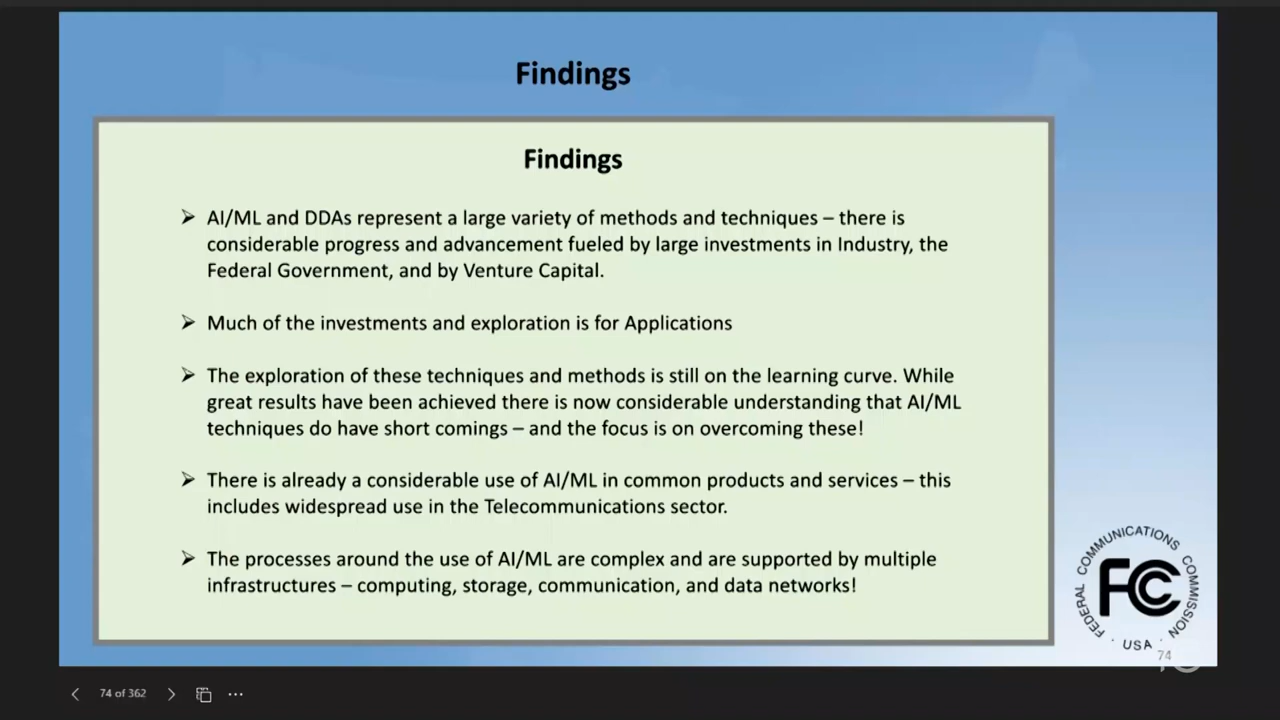 Findings
Findings
➢ AI/ML and DDAs represent a large variety of methods and techniques – there is
considerable progress and advancement fueled by large investments in Industry, the
Federal Government, and by Venture Capital.
➢ Much of the investments and exploration is for Applications
➢ The exploration of these techniques and methods is still on the learning curve. While
great results have been achieved there is now considerable understanding that AI/ML
techniques do have short comings – and the focus is on overcoming these!
➢ There is already a considerable use of AI/ML in common products and services – this
includes widespread use in the Telecommunications sector.
➢ The processes around the use of AI/ML are complex and are supported by multiple
infrastructures – computing, storage, communication, and data networks!
FEDERAL COMMUNICATIONS COMMISSION
FCC
· USA ·
74
74 of 362